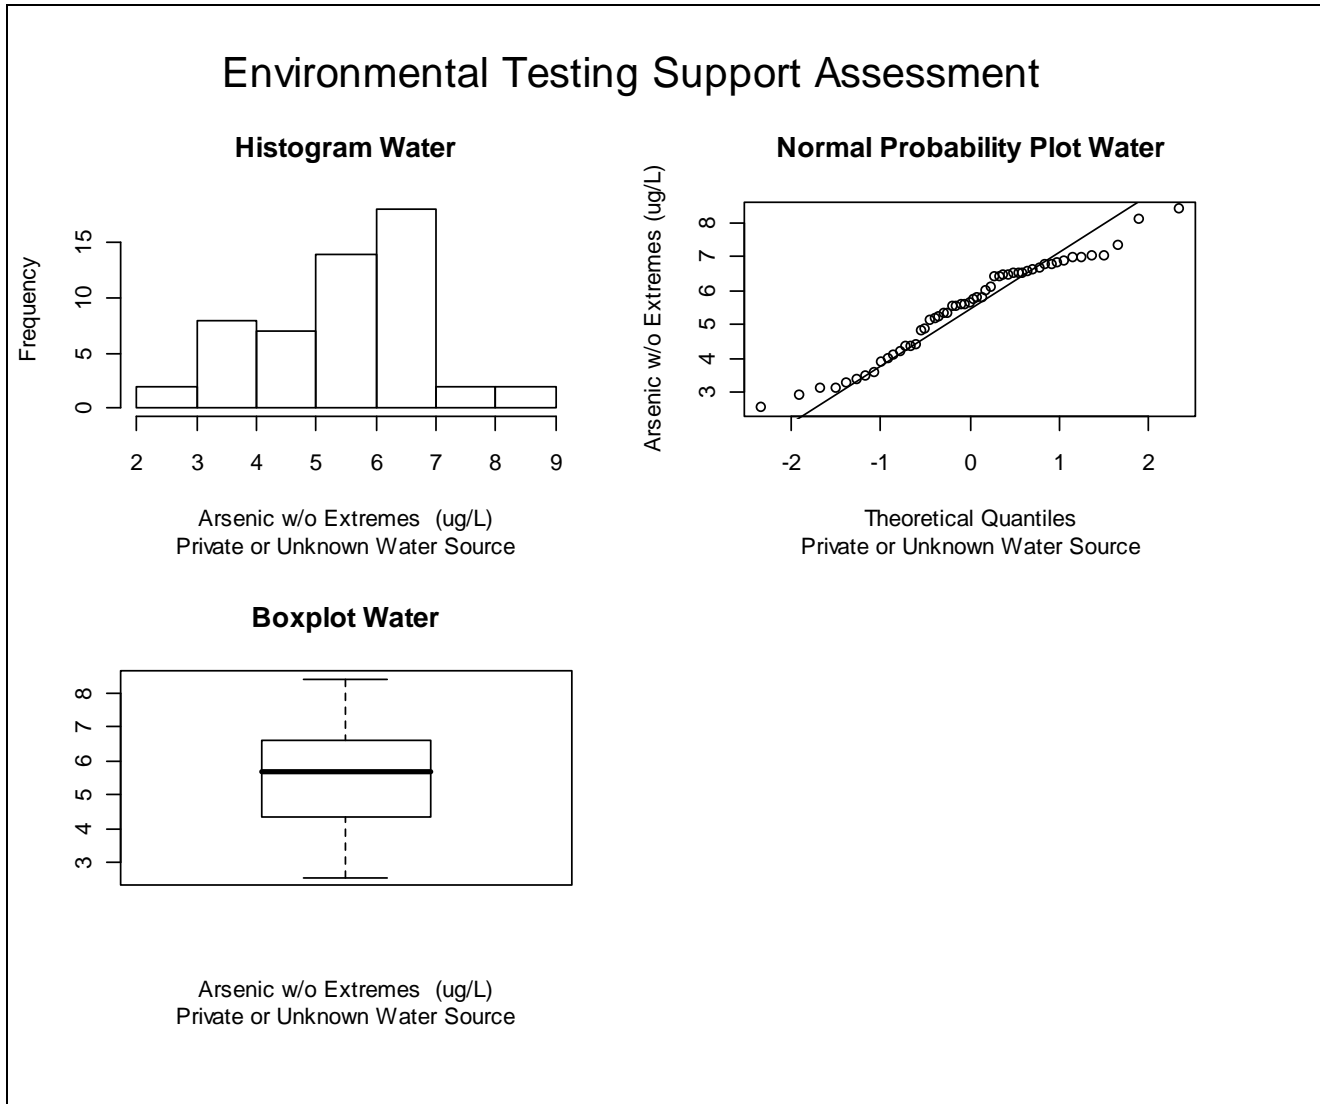 Environmental Testing Support Assessment
Histogram Water
Frequency
15
10
5
0
2 3 4 5 6 7 8 9
Arsenic w/o Extremes (ug/L)
Private or Unknown Water Source
Normal Probability Plot Water
Arsenic w/o Extremes (ug/L)
8
7
6
5
4
3
-2 -1 0 1 2
Theoretical Quantiles
Private or Unknown Water Source
Boxplot Water
8
7
6
5
4
3
Arsenic w/o Extremes (ug/L)
Private or Unknown Water Source